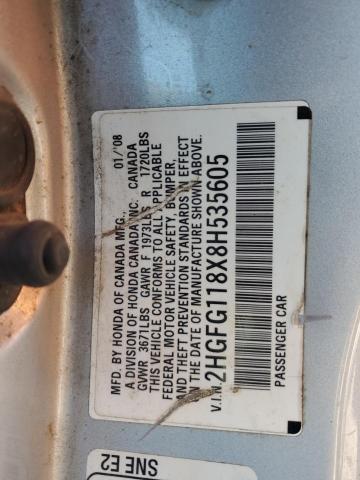 MFD. BY HONDA OF CANADA MFG., 01/'08
A DIVISION OF HONDA CANADA INC., CANADA
GVWR 3671LBS GAWR F 1973LBS R 1720LBS
THIS VEHICLE CONFORMS TO ALL APPLICABLE
FEDERAL MOTOR VEHICLE SAFETY, BUMPER,
AND THEFT PREVENTION STANDARDS IN EFFECT
ON THE DATE OF MANUFACTURE SHOWN ABOVE.
V.I.N. 2HGFG118X8H535605
PASSENGER CAR
SNE E2